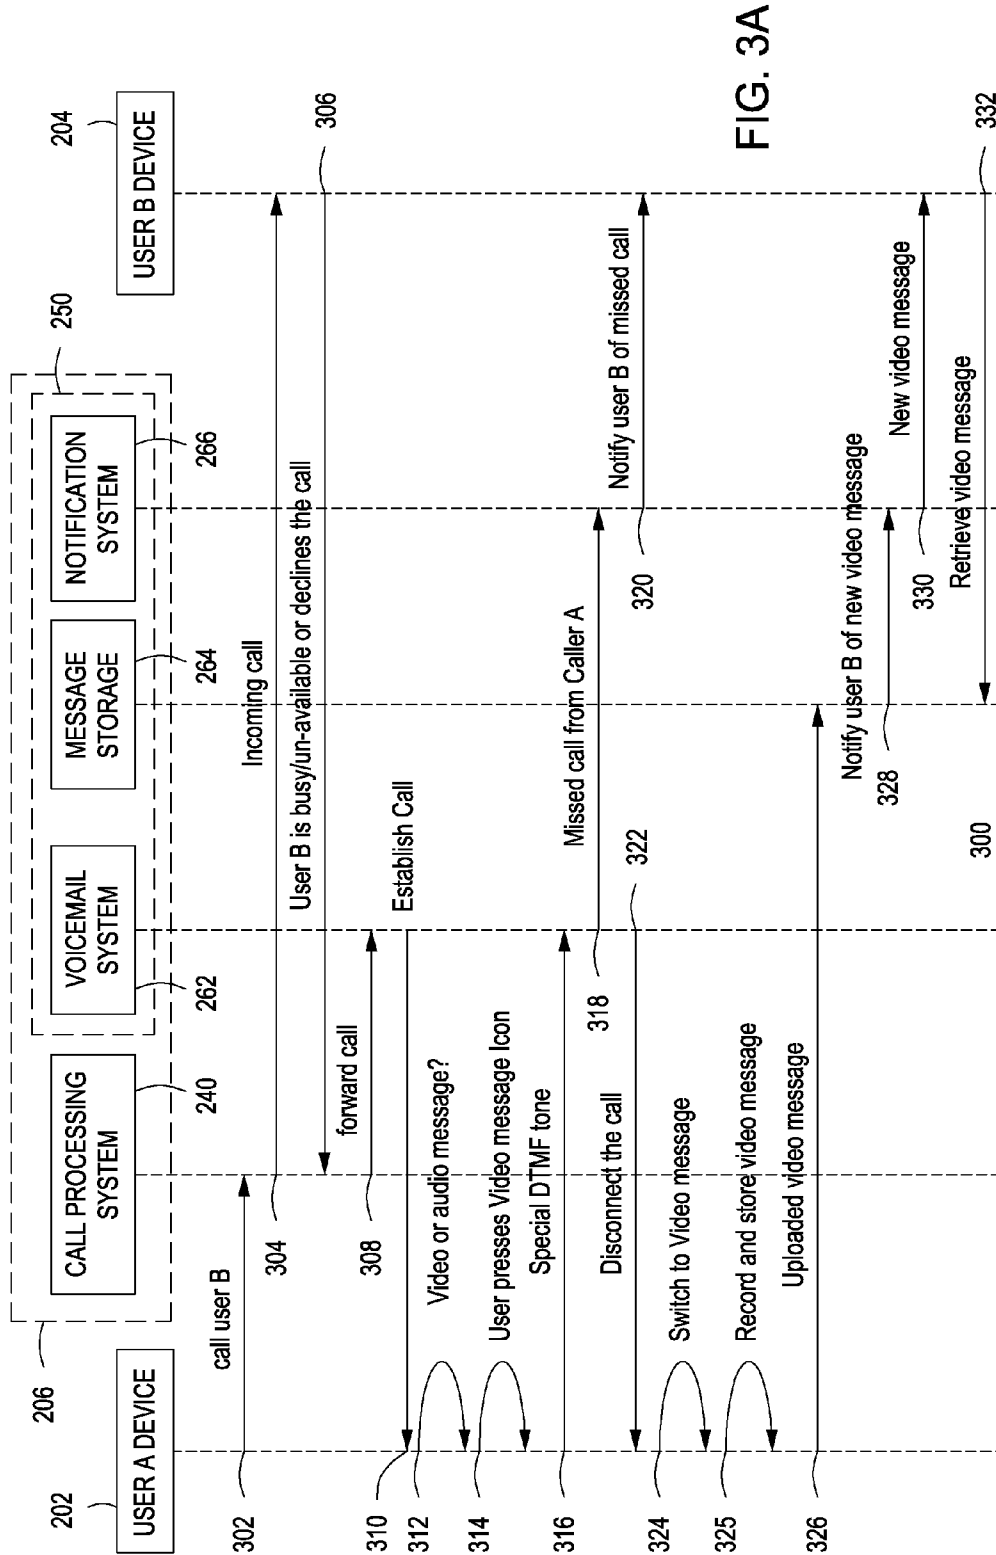 202
USER A DEVICE
206
CALL PROCESSING
SYSTEM
240
VOICEMAIL
SYSTEM
262
MESSAGE
STORAGE
264
NOTIFICATION
SYSTEM
266
250
USER B DEVICE
204
302
call user B
304
Incoming call
User B is busy/un-available or declines the call
306
308
forward call
310
Establish Call
312
Video or audio message?
314
User presses Video message Icon
316
Special DTMF tone
318
Missed call from Caller A
320
Notify user B of missed call
Disconnect the call
322
324
Switch to Video message
325
Record and store video message
326
Uploaded video message
328
Notify user B of new video message
330
New video message
Retrieve video message
332
300
FIG. 3A